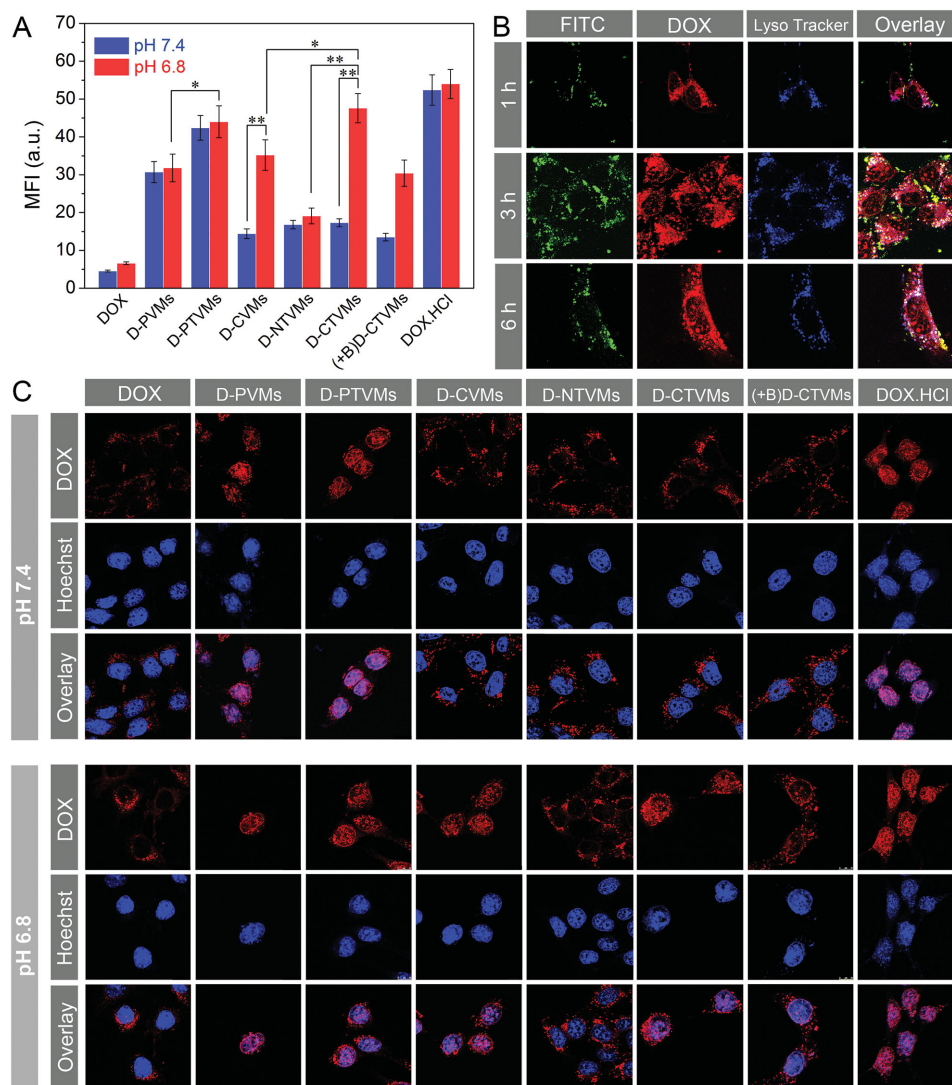 A
70
60
50
40
30
20
10
0
MFI (a.u.)
pH 7.4
pH 6.8
*
**
*
**
**
DOX
D-PVMs
D-PTVMs
D-CVMs
D-NTVMs
D-CTVMs
(+B)D-CTVMs
DOX.HCl
B
FITC
DOX
Lyso Tracker
Overlay
1 h
3 h
6 h
C
DOX
D-PVMs
D-PTVMs
D-CVMs
D-NTVMs
D-CTVMs
(+B)D-CTVMs
DOX.HCl
pH 7.4
DOX
Hoechst
Overlay
pH 6.8
DOX
Hoechst
Overlay